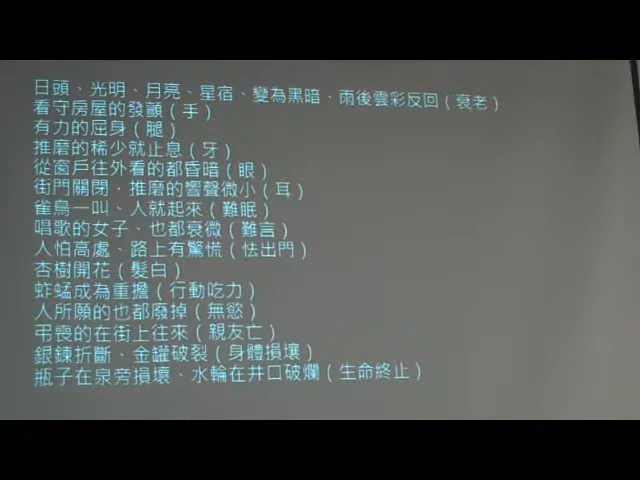 日頭、光明、月亮、星宿、變為黑暗、雨後雲彩反回(衰老)
看守房屋的發顫(手)
有力的屈身(腿)
推磨的稀少就止息(牙)
從窗戶往外看的都昏暗(眼)
街門關閉、推磨的響聲微小(耳)
雀鳥一叫、人就起來(難眠)
唱歌的女子、也都衰微(難言)
人怕高處、路上有驚慌(怯出門)
杏樹開花(髮白)
蚱蜢成為重擔(行動吃力)
人所願的也都廢掉(無慾)
弔喪的在街上往來(親友亡)
銀鍊折斷、金罐破裂(身體損壞)
瓶子在泉旁損壞、水輪在井口破爛(生命終止)